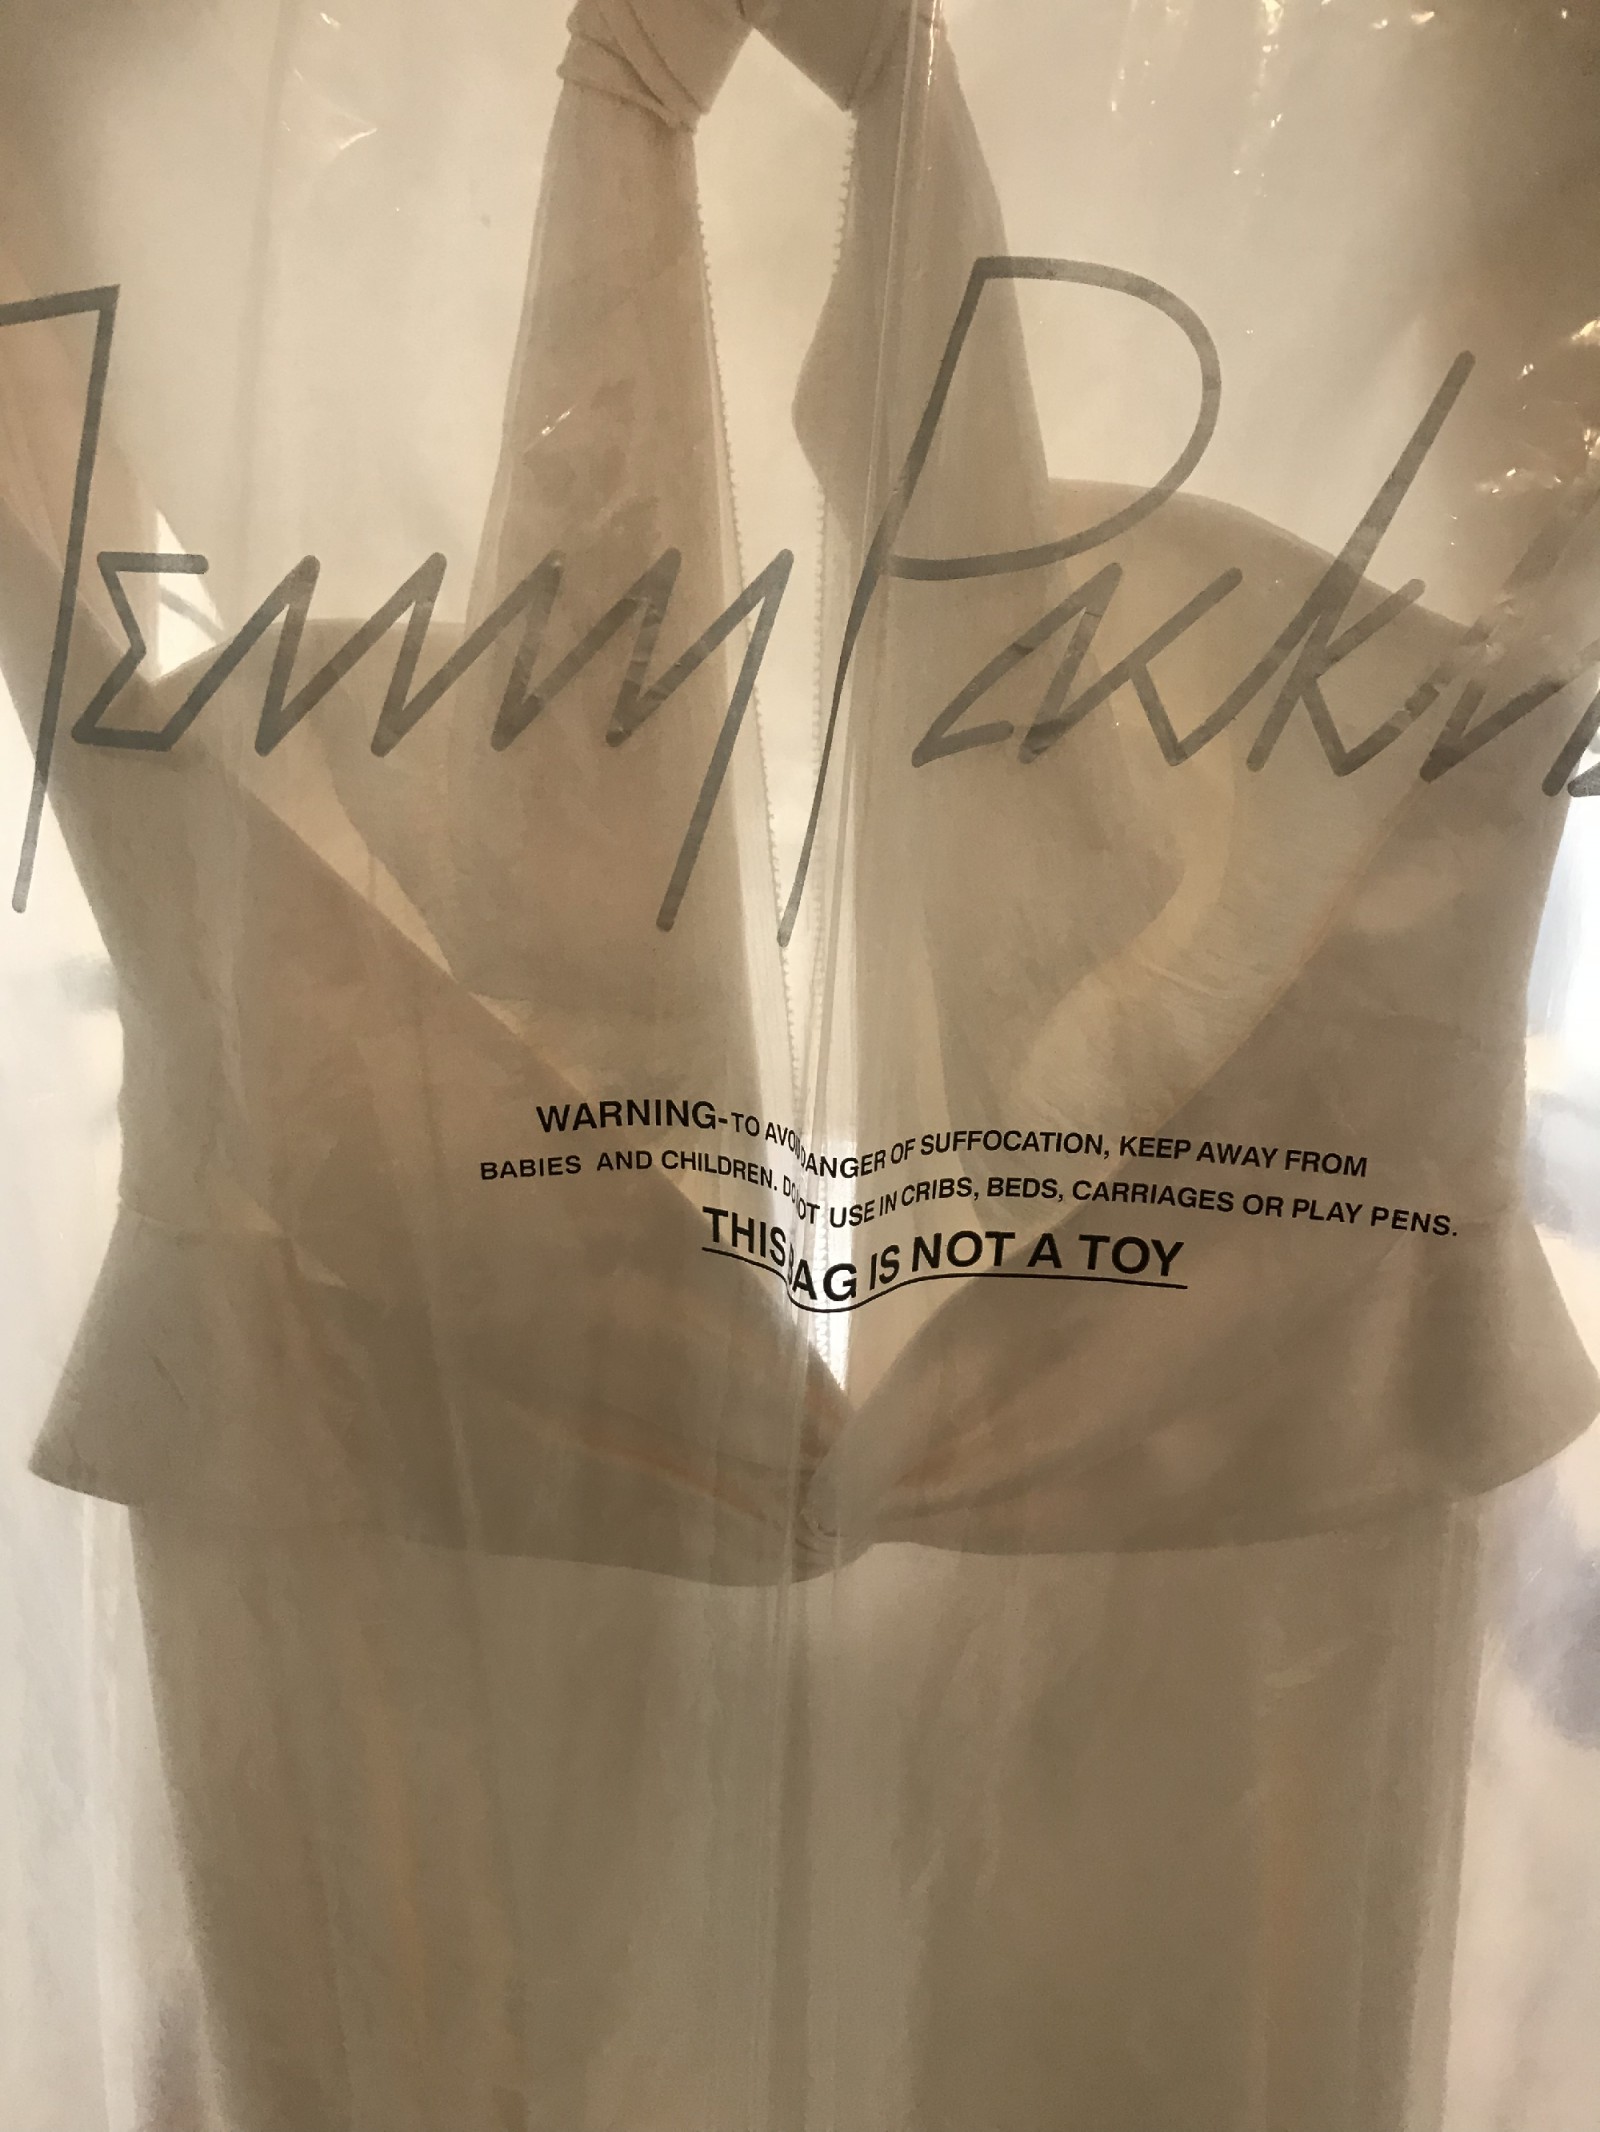 Jenny Packham
WARNING-TO AVOID DANGER OF SUFFOCATION, KEEP AWAY FROM
BABIES AND CHILDREN. DO NOT USE IN CRIBS, BEDS, CARRIAGES OR PLAY PENS.
THIS BAG IS NOT A TOY